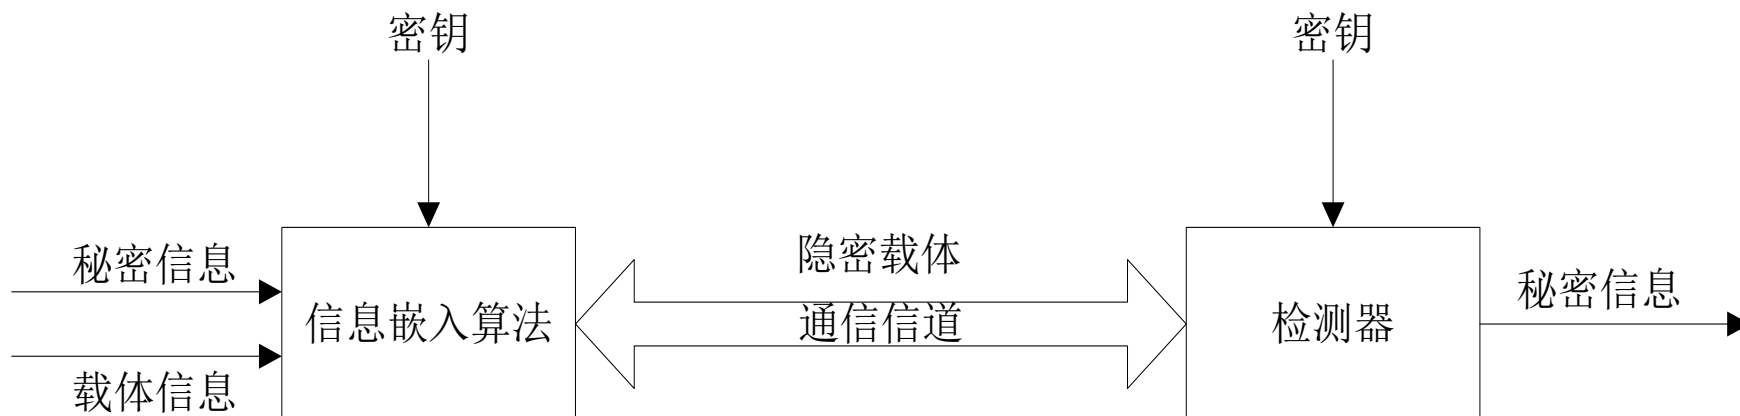 密钥
密钥
秘密信息
隐密载体
秘密信息
信息嵌入算法
通信信道
检测器
载体信息